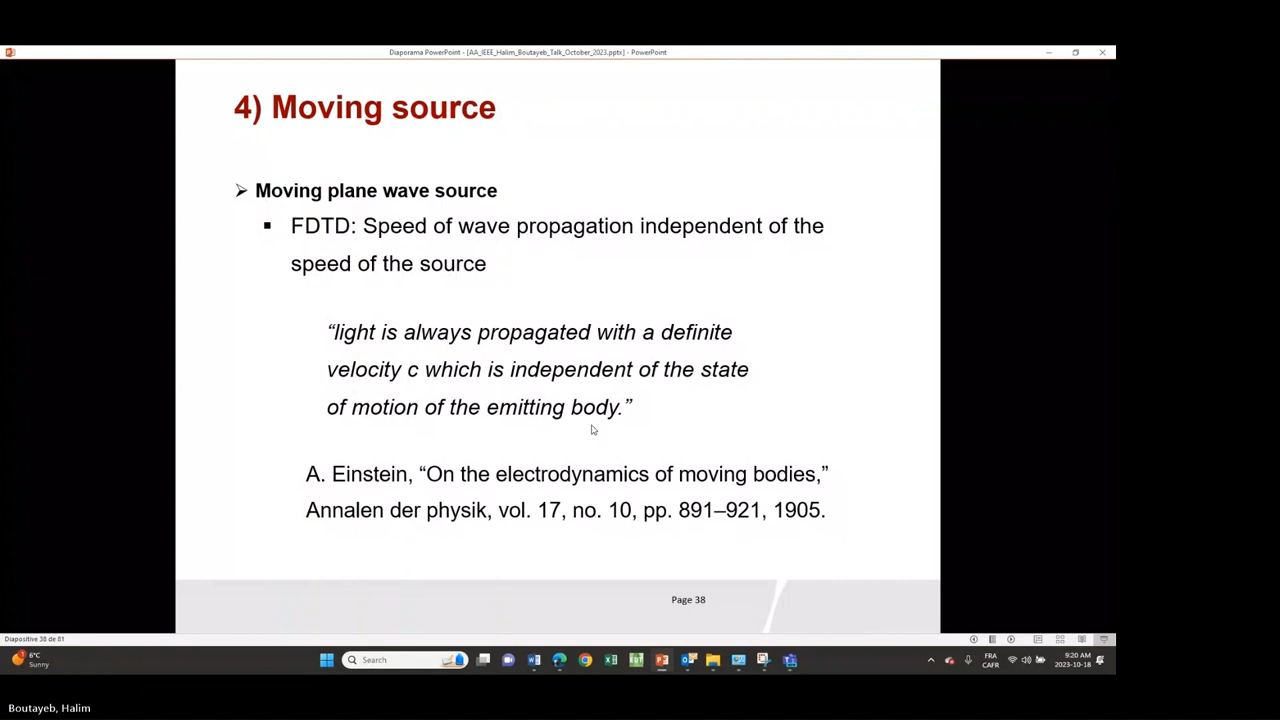 Diaporama PowerPoint - [AA_IEEE_Halim_Boutayeb_Talk_October_2023.pptx] - PowerPoint
4) Moving source
➢ Moving plane wave source
▪ FDTD: Speed of wave propagation independent of the
speed of the source
“light is always propagated with a definite
velocity c which is independent of the state
of motion of the emitting body.”
A. Einstein, “On the electrodynamics of moving bodies,”
Annalen der physik, vol. 17, no. 10, pp. 891–921, 1905.
Page 38
Diapositive 38 de 81
6°C
Sunny
Search
FRA
CAFR
9:20 AM
2023-10-18
Boutayeb, Halim